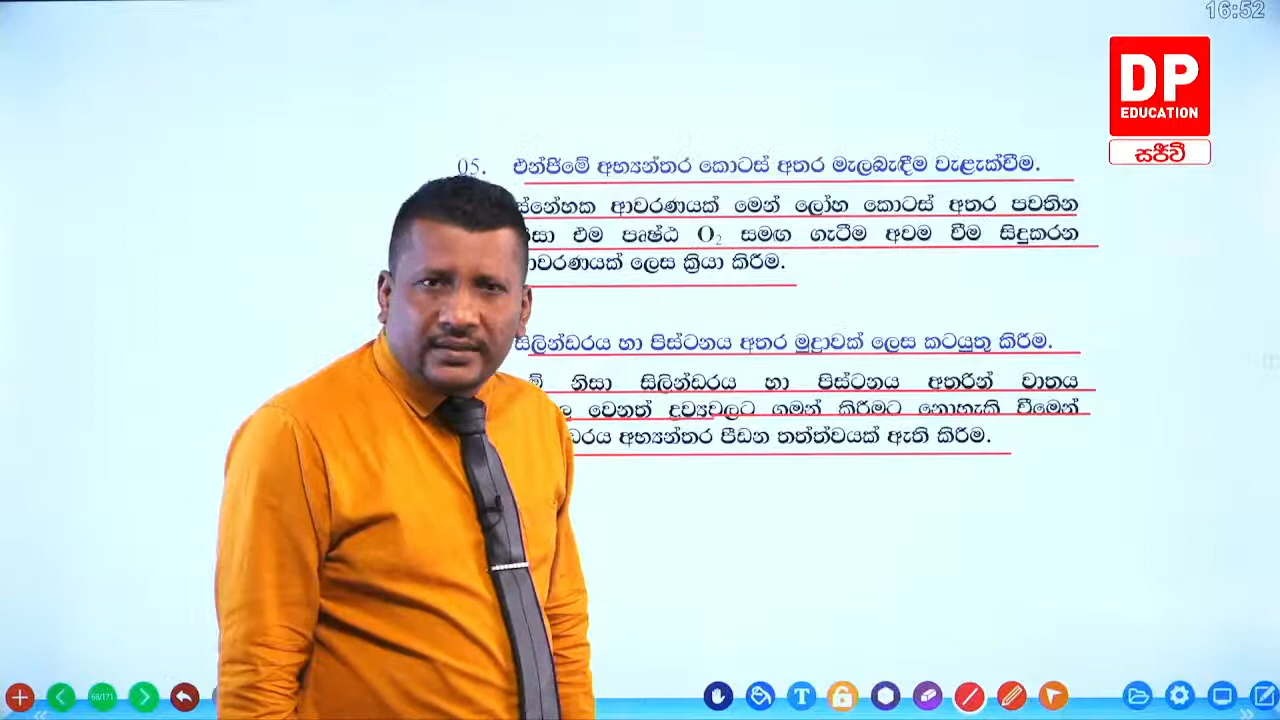 16:52
DP
EDUCATION
සජීවී
05. එන්ජිමේ අභ්‍යන්තර කොටස් අතර මැලබැඳීම වැළැක්වීම.
ස්නේහක ආවරණයක් මෙන් ලෝහ කොටස් අතර පවතින
එම පෘෂ්ඨ O₂ සමඟ ගැටීම අවම වීම සිදුකරන
ආවරණයක් ලෙස ක්‍රියා කිරීම.
සිලින්ඩරය හා පිස්ටනය අතර මුද්‍රාවක් ලෙස කටයුතු කිරීම.
නිසා සිලින්ඩරය හා පිස්ටනය අතරින් වාතය
වෙනත් ද්‍රව්‍යවලට ගමන් කිරීමට නොහැකි වීමෙන්
අභ්‍යන්තර පීඩන තත්ත්වයක් ඇති කිරීම.
66/171
T